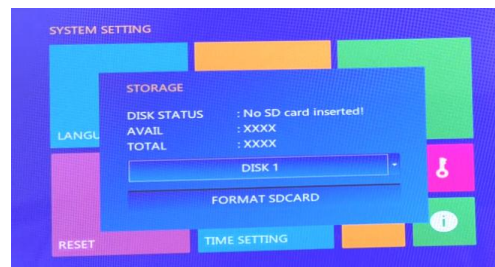 SYSTEM SETTING
STORAGE
DISK STATUS : No SD card inserted!
AVAIL : XXXX
TOTAL : XXXX
LANGU
DISK 1
FORMAT SDCARD
RESET
TIME SETTING
i